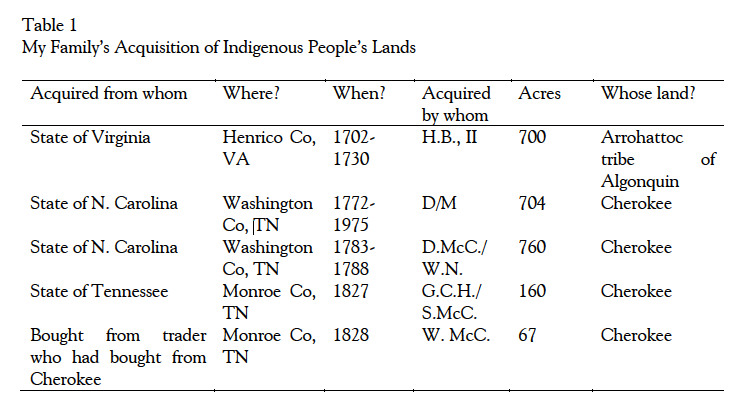 Table 1
My Family's Acquisition of Indigenous People's Lands
Acquired from whom Where? When? Acquired by whom Acres Whose land?
State of Virginia Henrico Co, VA 1702-1730 H.B., II 700 Arrohattoc tribe of Algonquin
State of N. Carolina Washington Co, TN 1772-1975 D/M 704 Cherokee
State of N. Carolina Washington Co, TN 1783-1788 D.McC./ W.N. 760 Cherokee
State of Tennessee Monroe Co, TN 1827 G.C.H./ S.McC. 160 Cherokee
Bought from trader who had bought from Cherokee Monroe Co, TN 1828 W. McC. 67 Cherokee